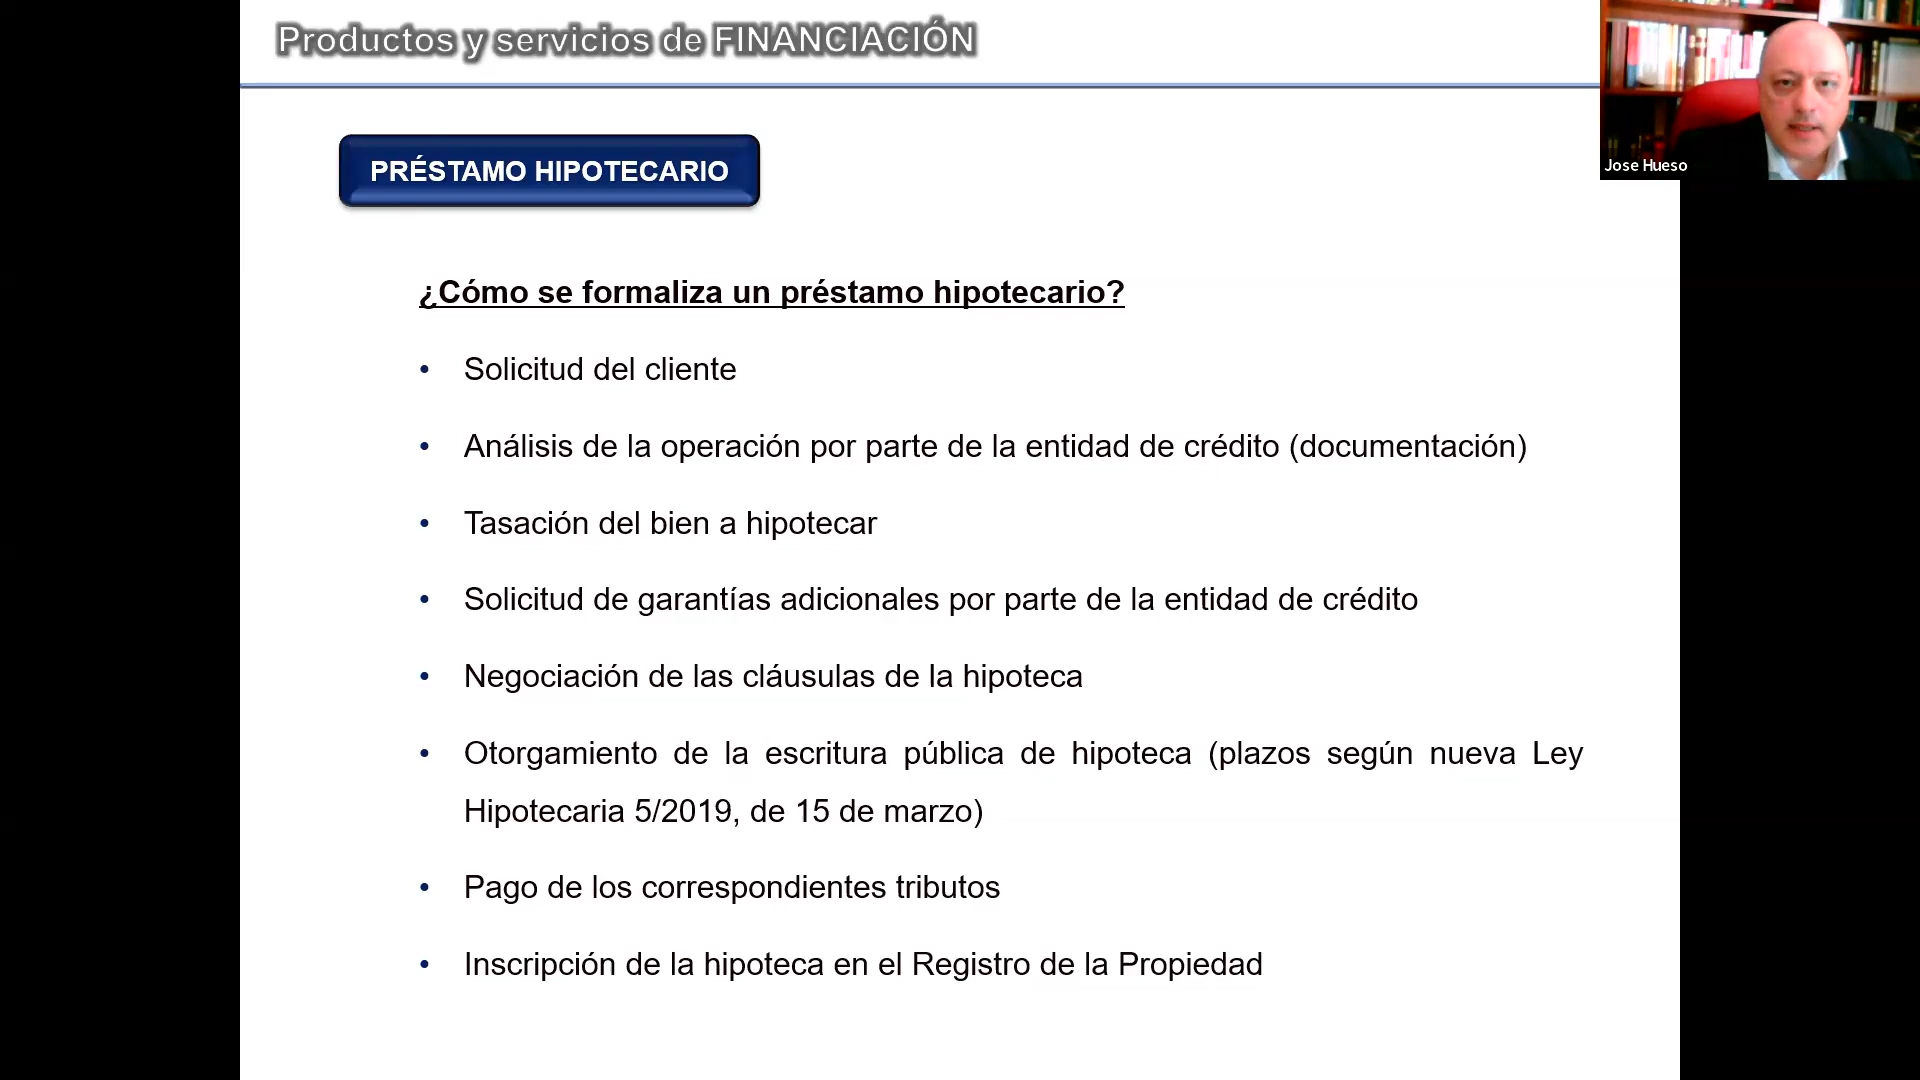 Productos y servicios de FINANCIACIÓN
Jose Hueso
PRÉSTAMO HIPOTECARIO
¿Cómo se formaliza un préstamo hipotecario?
• Solicitud del cliente
• Análisis de la operación por parte de la entidad de crédito (documentación)
• Tasación del bien a hipotecar
• Solicitud de garantías adicionales por parte de la entidad de crédito
• Negociación de las cláusulas de la hipoteca
• Otorgamiento de la escritura pública de hipoteca (plazos según nueva Ley
Hipotecaria 5/2019, de 15 de marzo)
• Pago de los correspondientes tributos
• Inscripción de la hipoteca en el Registro de la Propiedad